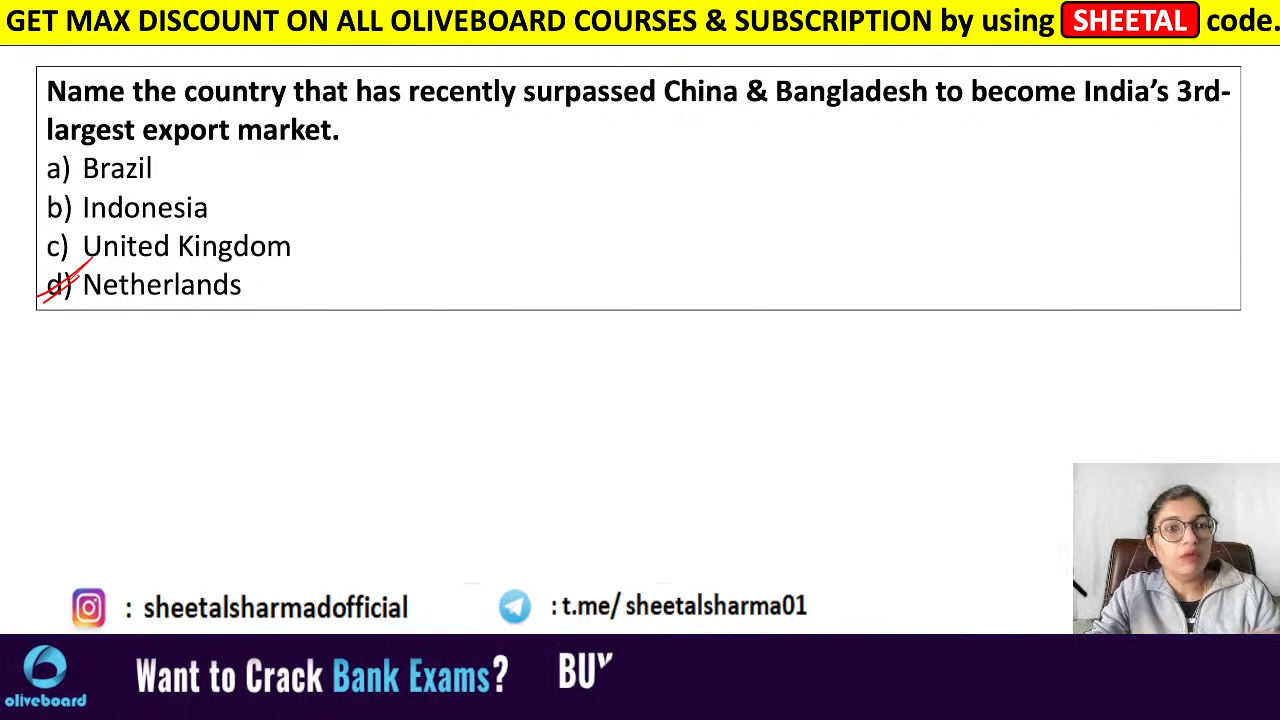 GET MAX DISCOUNT ON ALL OLIVEBOARD COURSES & SUBSCRIPTION by using SHEETAL code.
Name the country that has recently surpassed China & Bangladesh to become India’s 3rd-
largest export market.
a) Brazil
b) Indonesia
c) United Kingdom
d) Netherlands
: sheetalsharmadofficial
: t.me/ sheetalsharma01
Want to Crack Bank Exams?
oliveboard